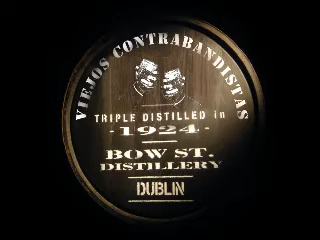 VIEJOS CONTRABANDISTAS
TRIPLE DISTILLED in
-1924-
BOW ST.
DISTILLERY
DUBLIN